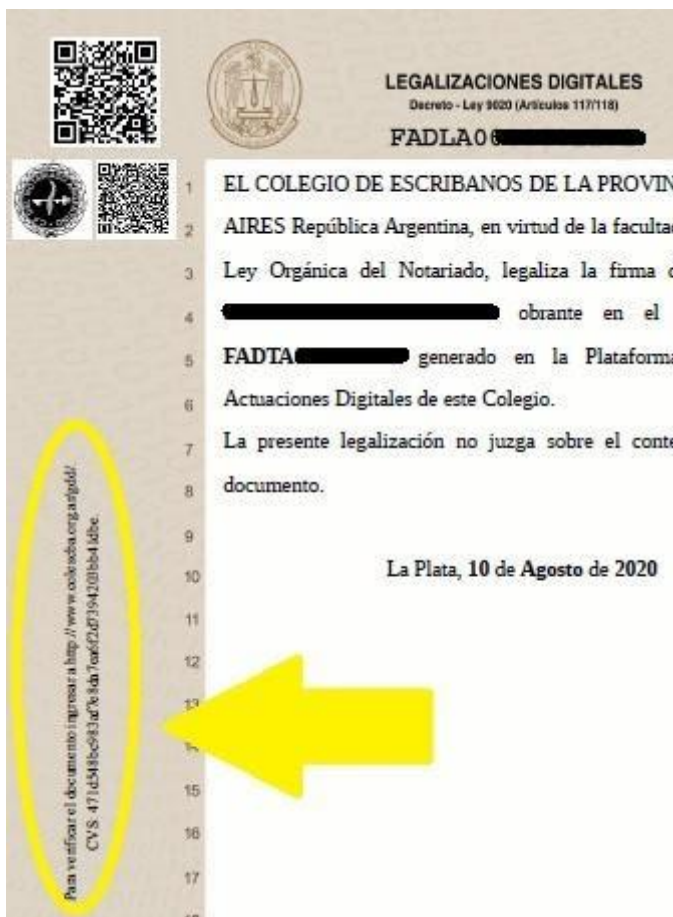 LEGALIZACIONES DIGITALES
Decreto - Ley 9020 (Artículos 117/118)
FADLA0
1 EL COLEGIO DE ESCRIBANOS DE LA PROVIN
2 AIRES República Argentina, en virtud de la faculta
3 Ley Orgánica del Notariado, legaliza la firma
4 obrante en el
5 FADTA generado en la Plataforma
6 Actuaciones Digitales de este Colegio.
7 La presente legalización no juzga sobre el conte
8 documento.
9
10 La Plata, 10 de Agosto de 2020
11
12
13
14
15
16
17
Para verificar el documento ingresar a http://www.colescba.org.ar/gdd/.
CVS: